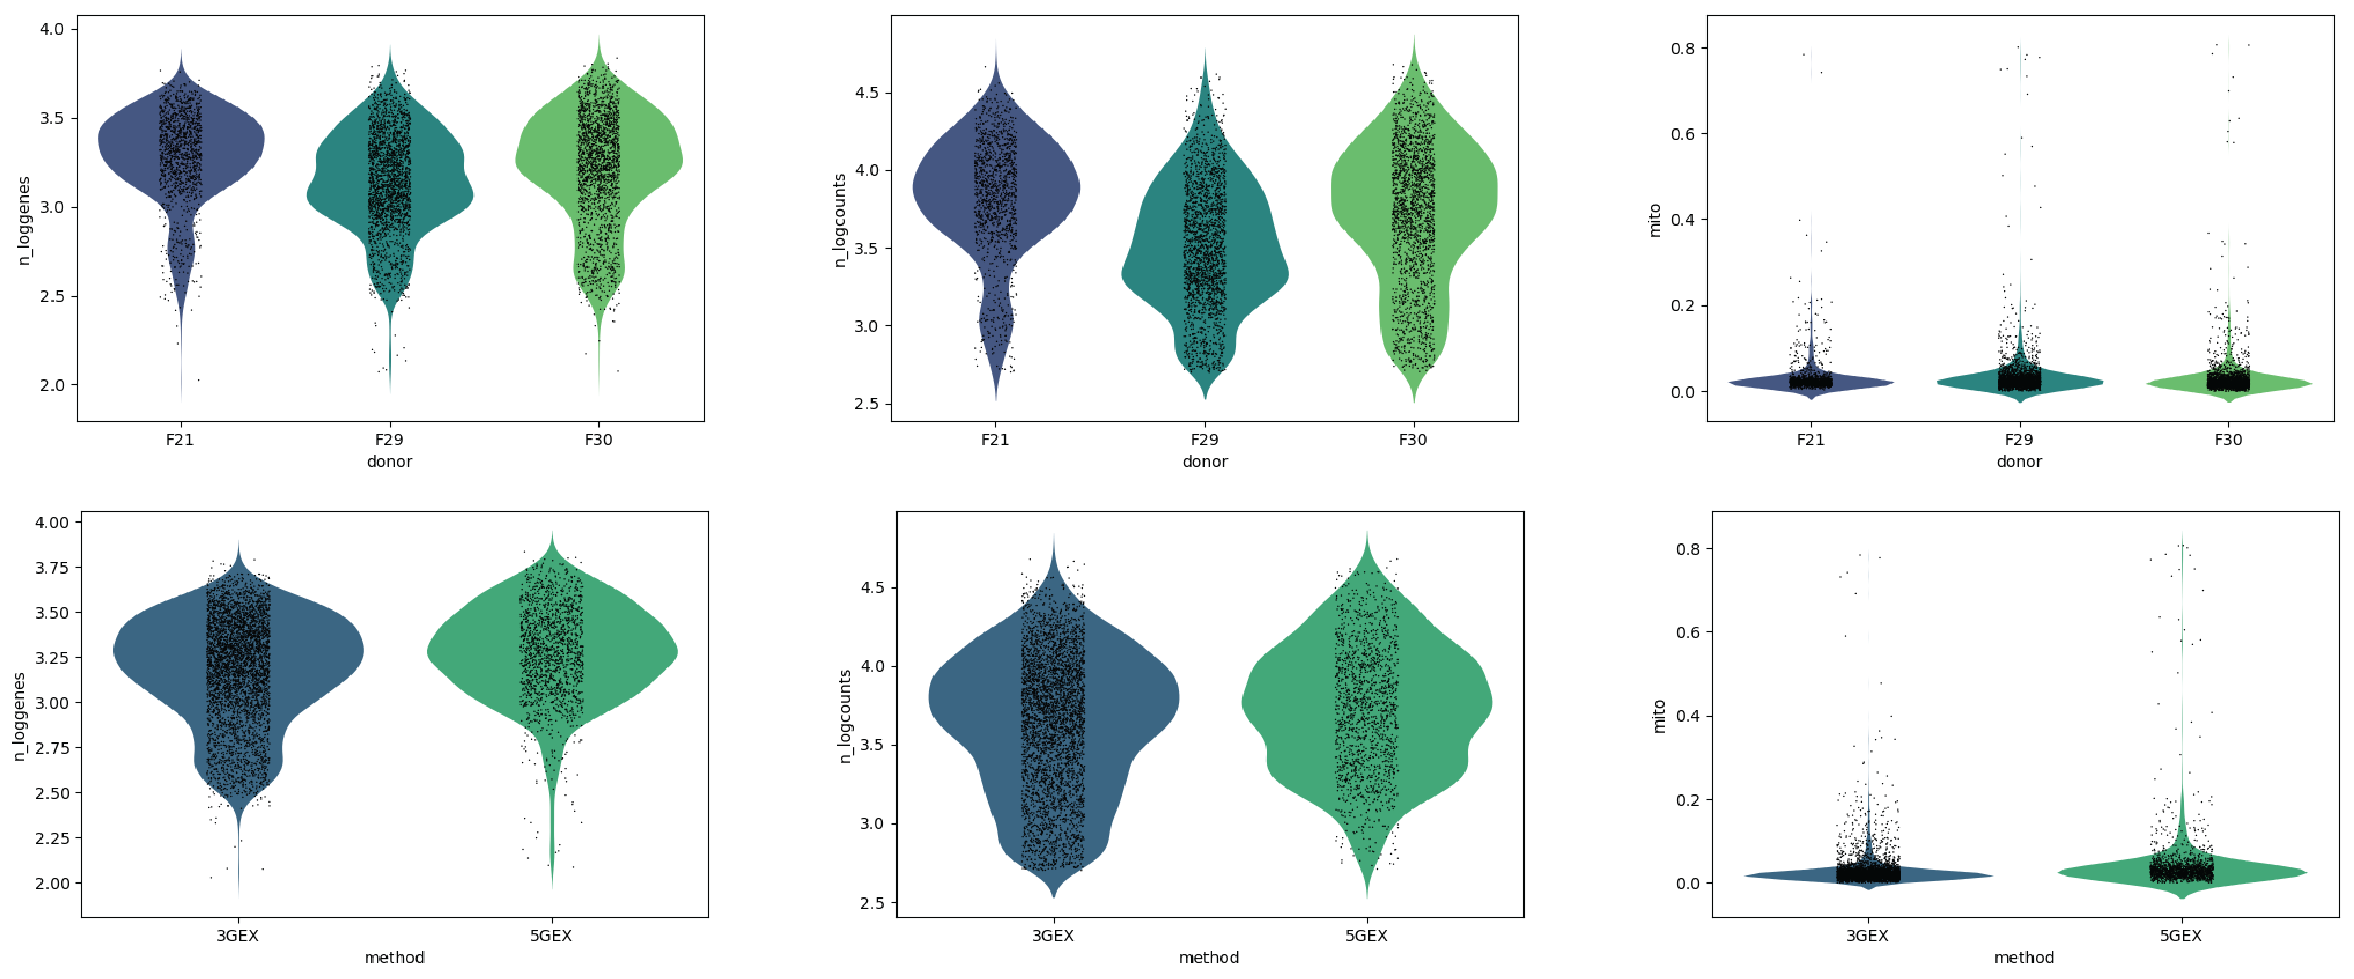 4.0
3.5
3.0
2.5
2.0
n_loggenes
F21 F29 F30
donor
4.5
4.0
3.5
3.0
2.5
n_logcounts
F21 F29 F30
donor
0.8
0.6
0.4
0.2
0.0
mito
F21 F29 F30
donor
4.00
3.75
3.50
3.25
3.00
2.75
2.50
2.25
2.00
n_loggenes
3GEX 5GEX
method
4.5
4.0
3.5
3.0
2.5
n_logcounts
3GEX 5GEX
method
0.8
0.6
0.4
0.2
0.0
mito
3GEX 5GEX
method